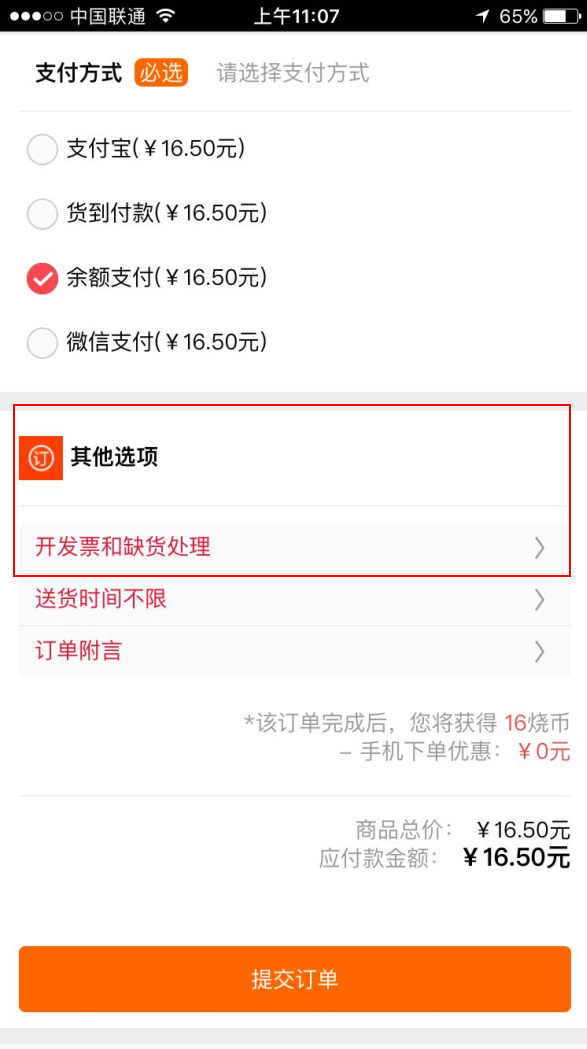 中国联通 上午11:07 65%
支付方式 必选 请选择支付方式
支付宝(￥16.50元)
货到付款(￥16.50元)
余额支付(￥16.50元)
微信支付(￥16.50元)
订 其他选项
开发票和缺货处理
送货时间不限
订单附言
*该订单完成后，您将获得 16烧币
– 手机下单优惠： ￥0元
商品总价： ￥16.50元
应付款金额： ￥16.50元
提交订单